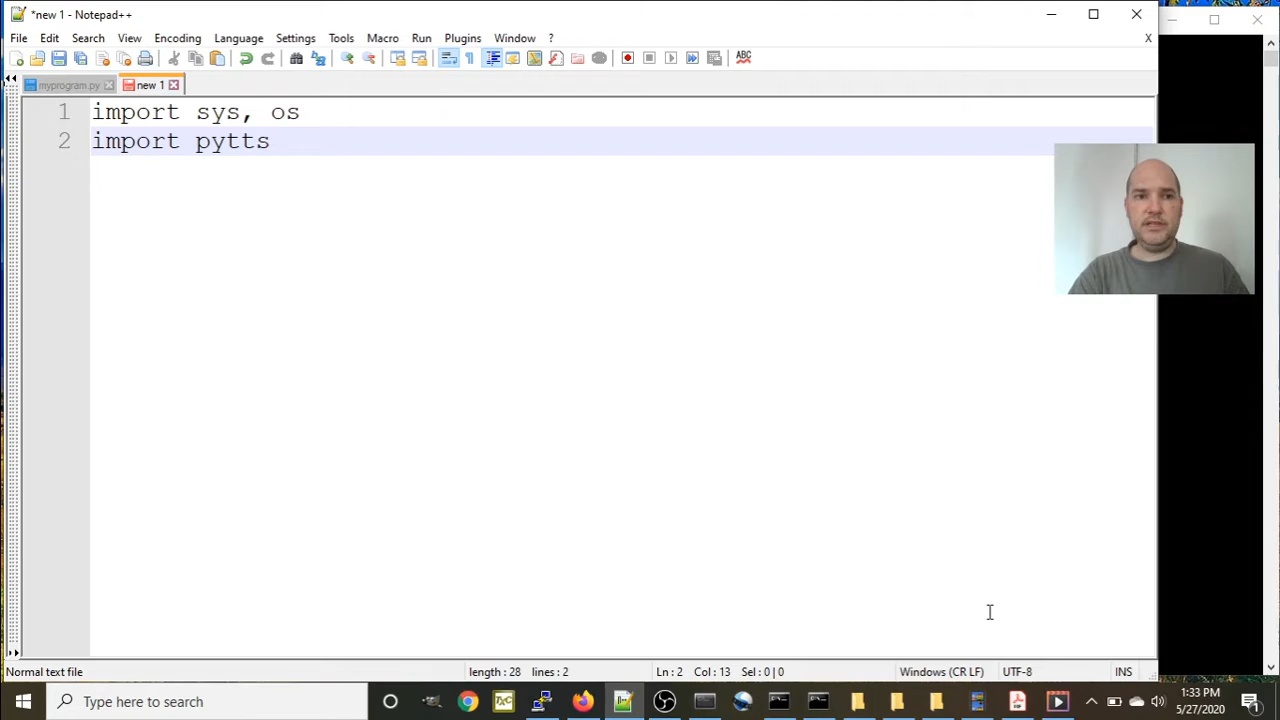 *new 1 - Notepad++
File Edit Search View Encoding Language Settings Tools Macro Run Plugins Window ?
X
ABC
myprogram.py
new 1
1 import sys, os
2 import pytts
Normal text file
length : 28 lines : 2
Ln : 2 Col : 13 Sel : 0 | 0
Windows (CR LF)
UTF-8
INS
Type here to search
1:33 PM
5/27/2020
1